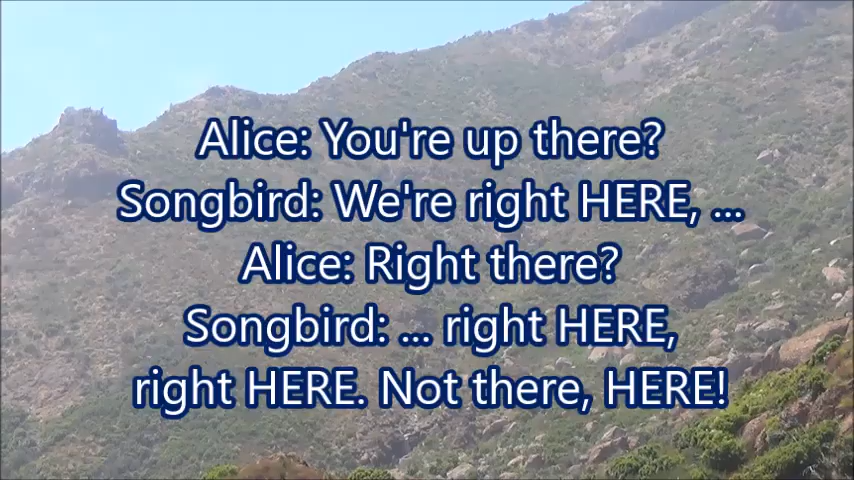 Alice: You're up there?
Songbird: We're right HERE, ...
Alice: Right there?
Songbird: ... right HERE,
right HERE. Not there, HERE!